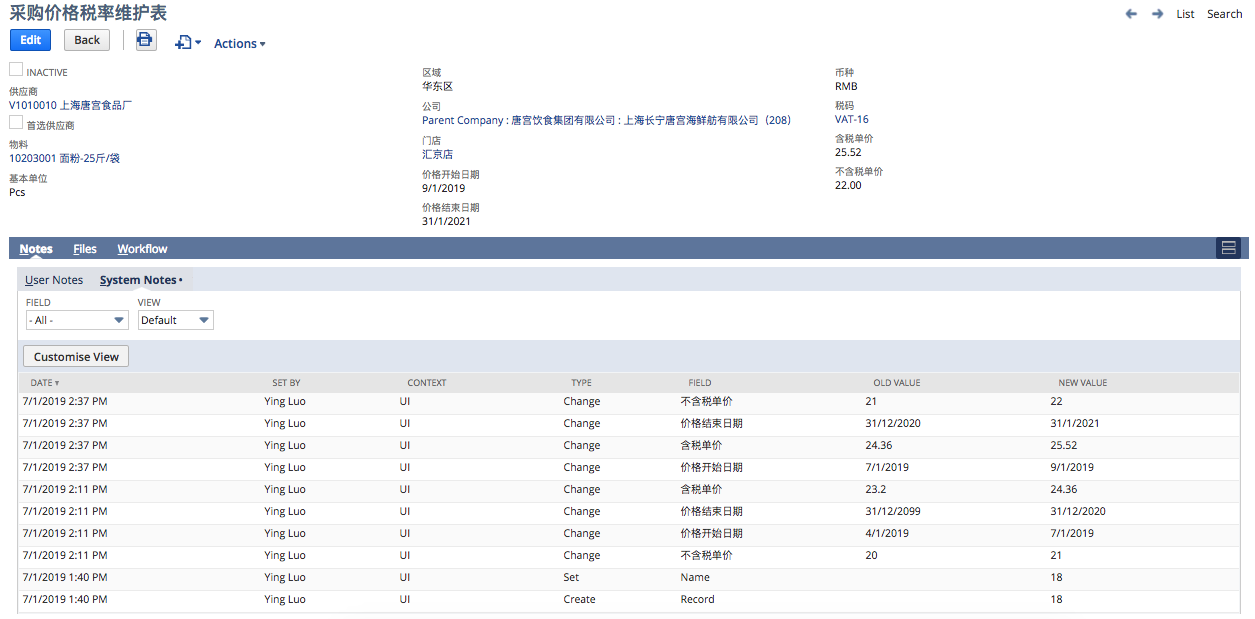 采购价格税率维护表
List Search
Edit Back Actions
INACTIVE
供应商
V1010010 上海唐宫食品厂
首选供应商
物料
10203001 面粉-25斤/袋
基本单位
Pcs
区域
华东区
公司
Parent Company : 唐宫饮食集团有限公司 : 上海长宁唐宫海鲜舫有限公司（208）
门店
汇京店
价格开始日期
9/1/2019
价格结束日期
31/1/2021
币种
RMB
税码
VAT-16
含税单价
25.52
不含税单价
22.00
Notes Files Workflow
User Notes System Notes•
FIELD VIEW
- All - Default
Customise View
DATE SET BY CONTEXT TYPE FIELD OLD VALUE NEW VALUE
7/1/2019 2:37 PM Ying Luo UI Change 不含税单价 21 22
7/1/2019 2:37 PM Ying Luo UI Change 价格结束日期 31/12/2020 31/1/2021
7/1/2019 2:37 PM Ying Luo UI Change 含税单价 24.36 25.52
7/1/2019 2:37 PM Ying Luo UI Change 价格开始日期 7/1/2019 9/1/2019
7/1/2019 2:11 PM Ying Luo UI Change 含税单价 23.2 24.36
7/1/2019 2:11 PM Ying Luo UI Change 价格结束日期 31/12/2099 31/12/2020
7/1/2019 2:11 PM Ying Luo UI Change 价格开始日期 4/1/2019 7/1/2019
7/1/2019 2:11 PM Ying Luo UI Change 不含税单价 20 21
7/1/2019 1:40 PM Ying Luo UI Set Name 18
7/1/2019 1:40 PM Ying Luo UI Create Record 18